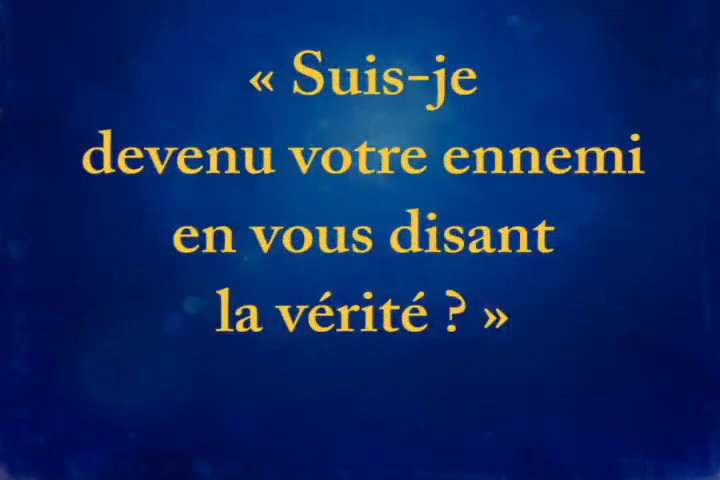 « Suis-je
devenu votre ennemi
en vous disant
la vérité ? »